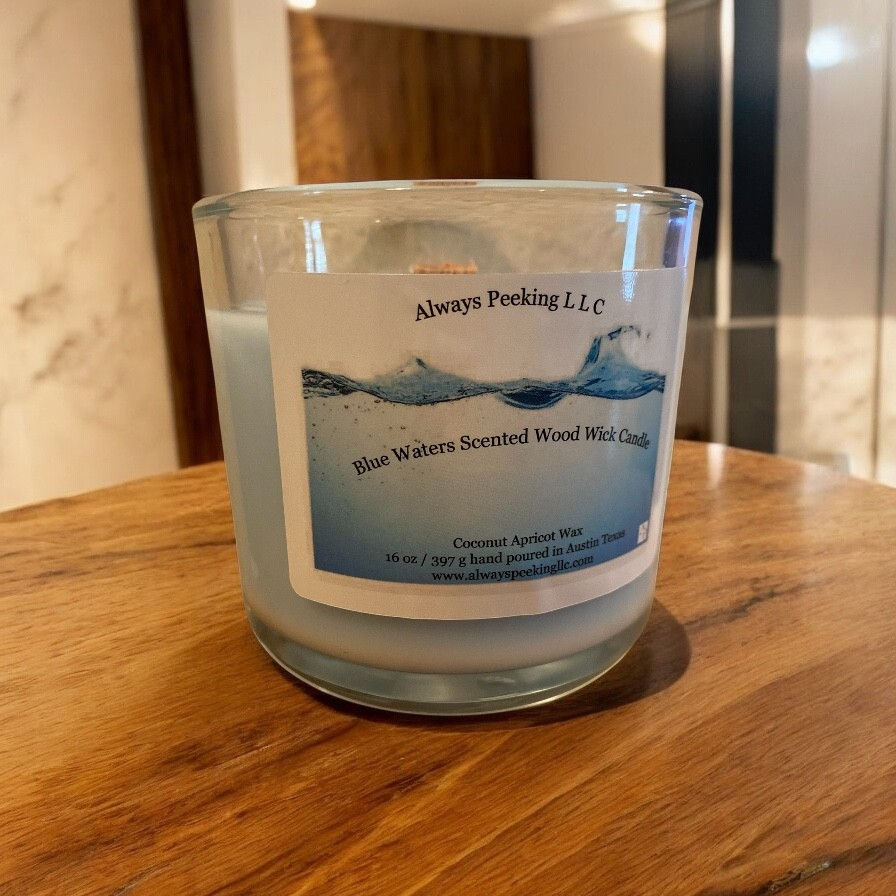 Always Peeking L L C
Blue Waters Scented Wood Wick Candle
Coconut Apricot Wax
16 oz / 397 g hand poured in Austin Texas
www.alwayspeekingllc.com